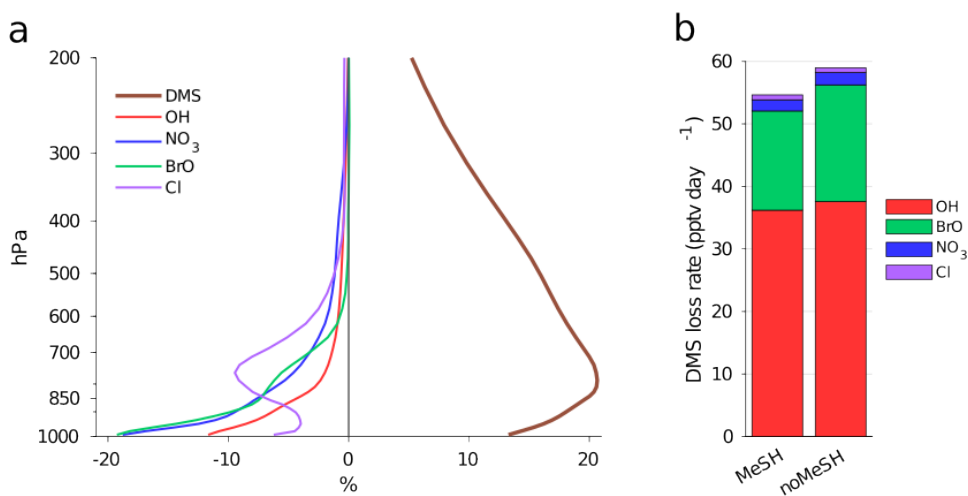 a
200
300
400
500
600
700
850
1000
hPa
DMS
OH
NO3
BrO
Cl
-20 -10 0 10 20
%
b
60
50
40
30
20
10
0
DMS loss rate (pptv day -1)
MeSH noMeSH
OH
BrO
NO3
Cl